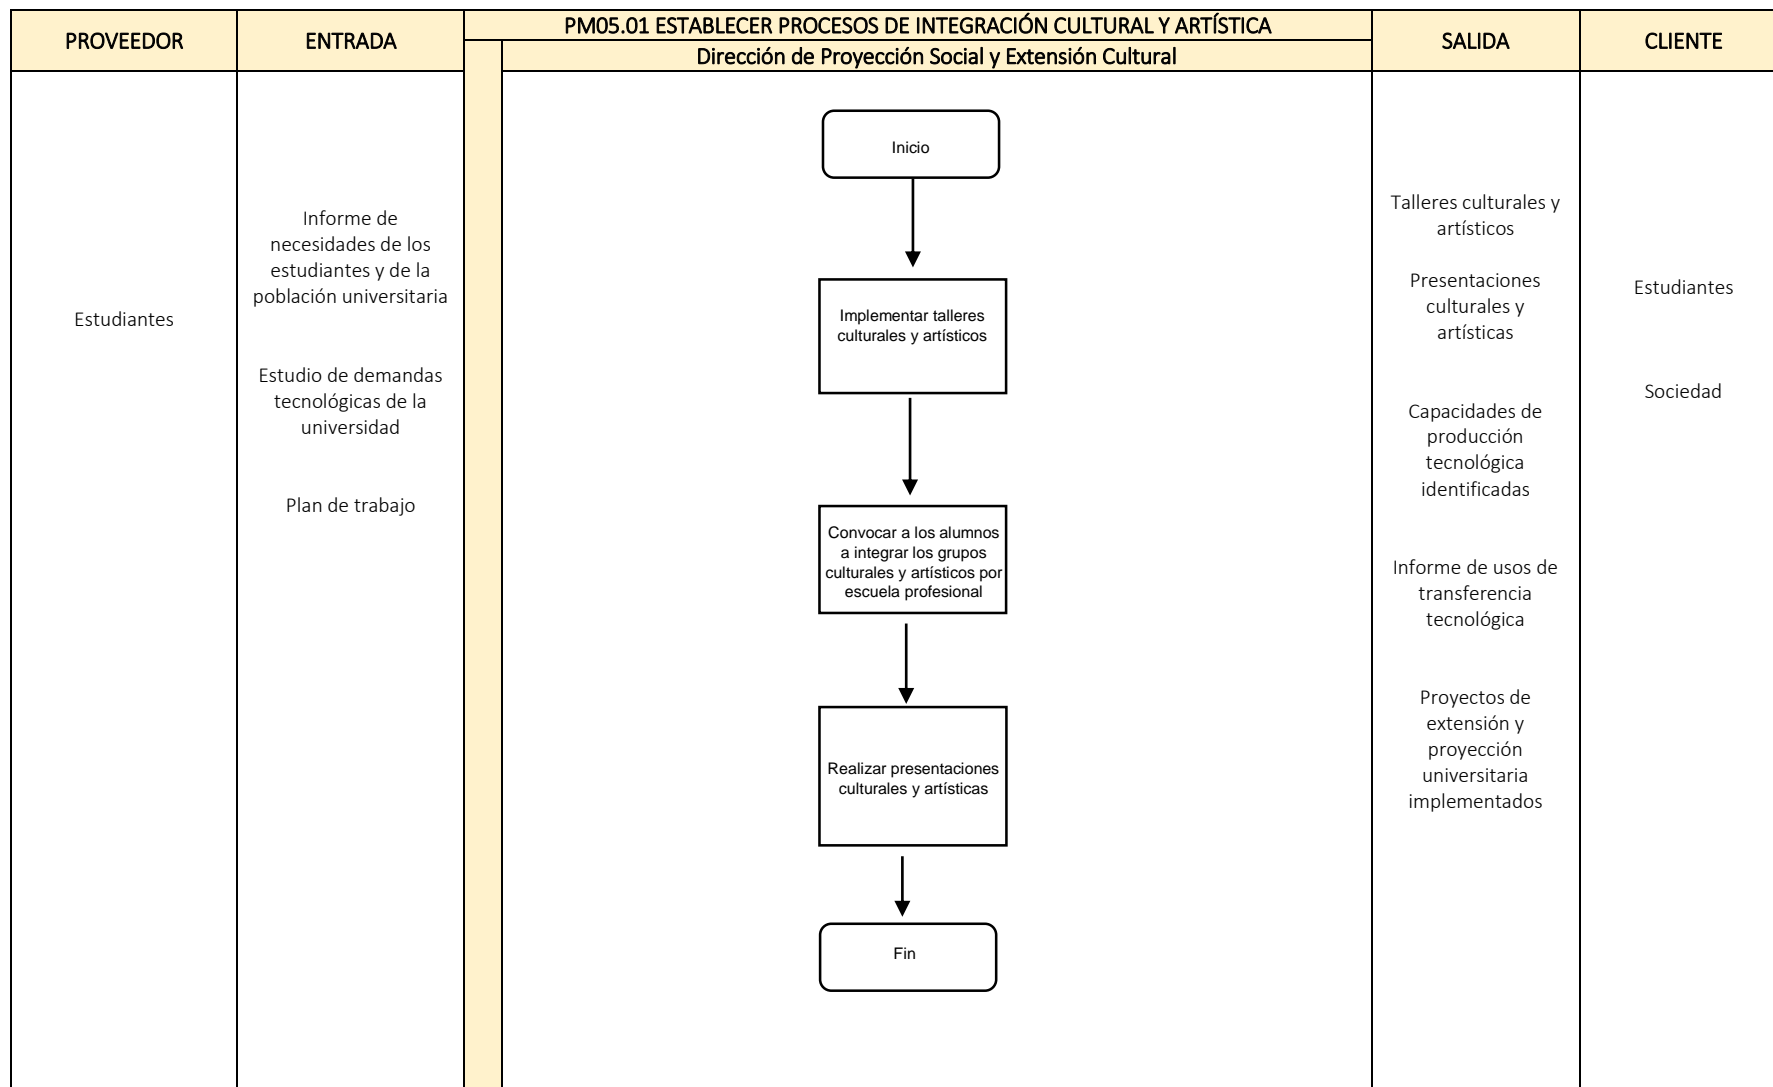 PROVEEDOR
ENTRADA
PM05.01 ESTABLECER PROCESOS DE INTEGRACIÓN CULTURAL Y ARTÍSTICA
Dirección de Proyección Social y Extensión Cultural
SALIDA
CLIENTE
Estudiantes
Informe de
necesidades de los
estudiantes y de la
población universitaria
Estudio de demandas
tecnológicas de la
universidad
Plan de trabajo
Inicio
Implementar talleres
culturales y artísticos
Convocar a los alumnos
a integrar los grupos
culturales y artísticos por
escuela profesional
Realizar presentaciones
culturales y artísticas
Fin
Talleres culturales y
artísticos
Presentaciones
culturales y
artísticas
Capacidades de
producción
tecnológica
identificadas
Informe de usos de
transferencia
tecnológica
Proyectos de
extensión y
proyección
universitaria
implementados
Estudiantes
Sociedad